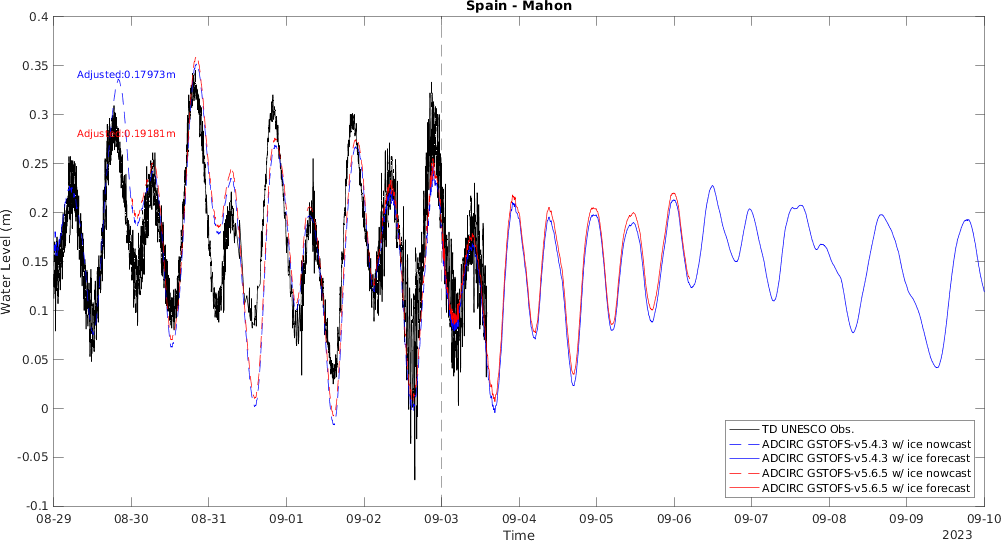 Spain - Mahon
0.4
0.35
0.3
0.25
0.2
0.15
0.1
0.05
0
-0.05
-0.1
Water Level (m)
Adjusted:0.17973m
Adjusted:0.19181m
TD UNESCO Obs.
ADCIRC GSTOFS-v5.4.3 w/ ice nowcast
ADCIRC GSTOFS-v5.4.3 w/ ice forecast
ADCIRC GSTOFS-v5.6.5 w/ ice nowcast
ADCIRC GSTOFS-v5.6.5 w/ ice forecast
08-29 08-30 08-31 09-01 09-02 09-03 09-04 09-05 09-06 09-07 09-08 09-09 09-10
Time
2023